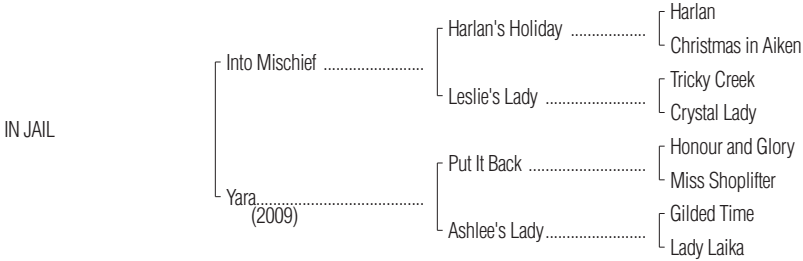 Harlan
Harlan's Holiday ..................
Christmas in Aiken
Into Mischief ........................
Tricky Creek
Leslie's Lady ........................
Crystal Lady
IN JAIL
Honour and Glory
Put It Back ............................
Miss Shoplifter
Yara........................................
(2009)
Gilded Time
Ashlee's Lady........................
Lady Laika